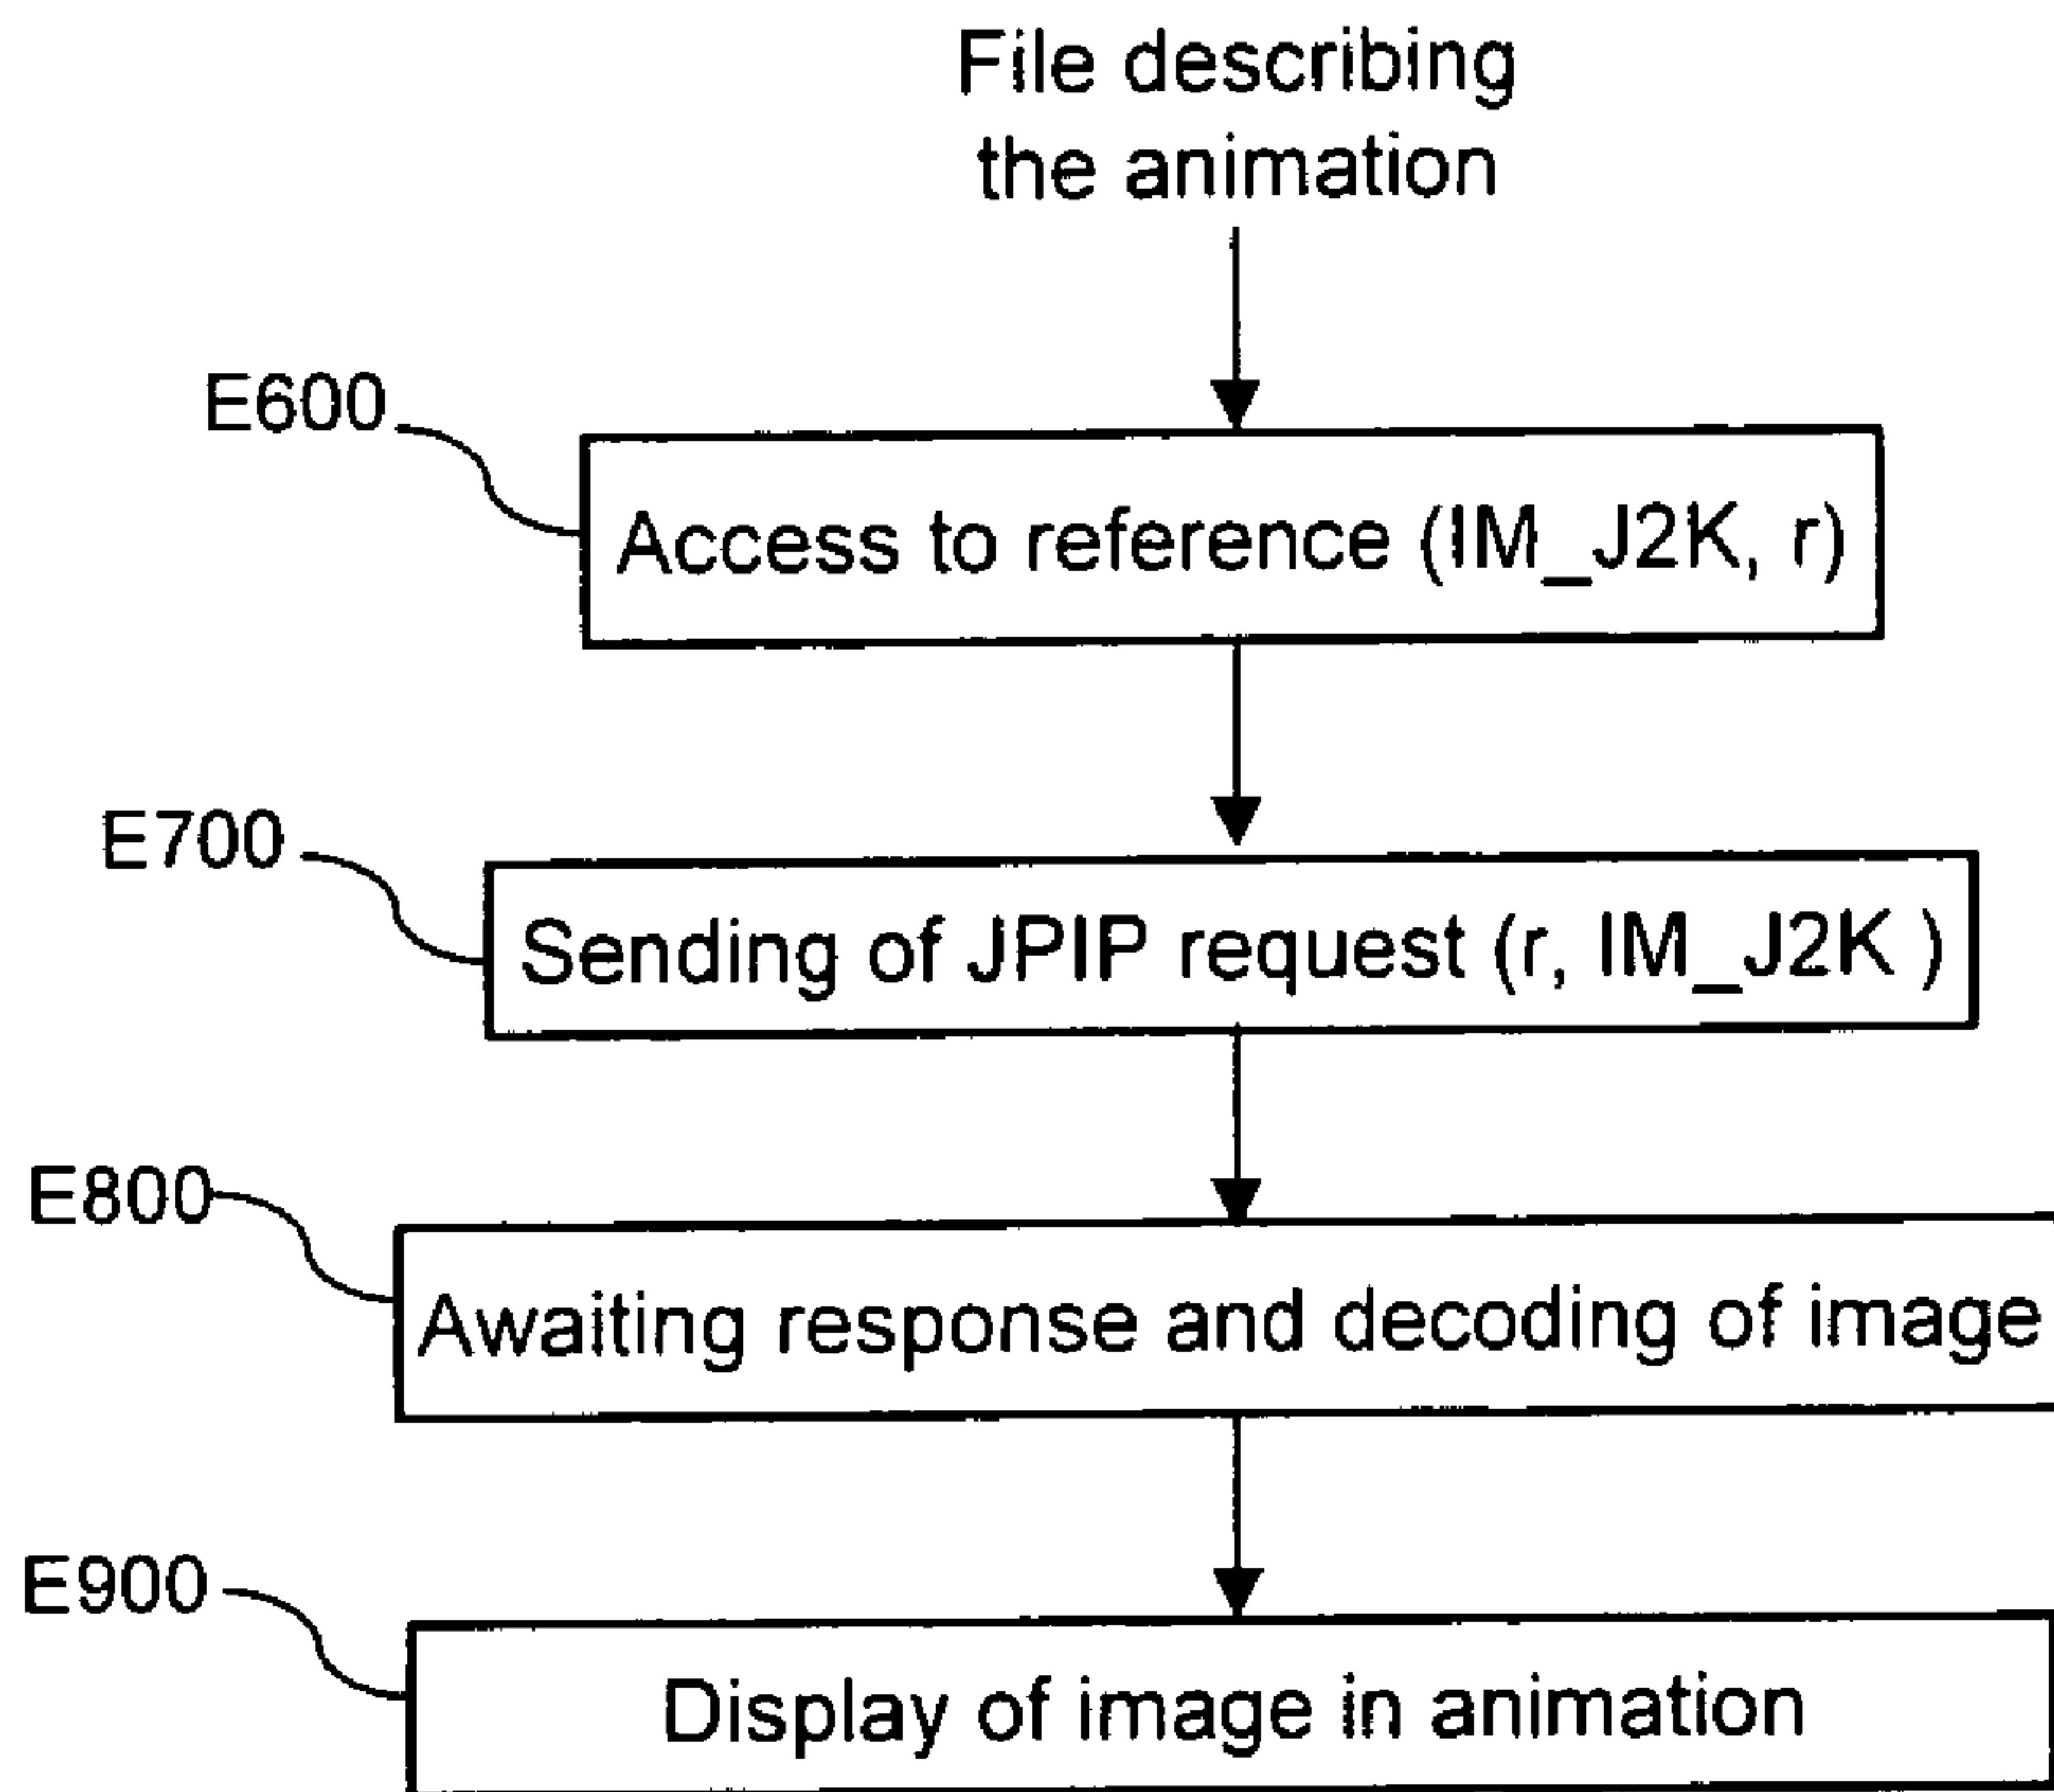 File describing
the animation
E600
Access to reference (IM_J2K, r)
E700
Sending of JPIP request (r, IM_J2K )
E800
Awaiting response and decoding of image
E900
Display of image in animation